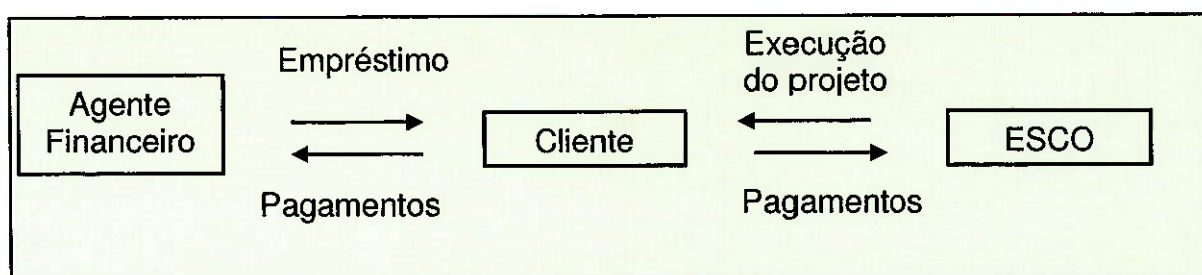 Empréstimo
Execução
do projeto
Agente
Financeiro
Cliente
ESCO
Pagamentos
Pagamentos